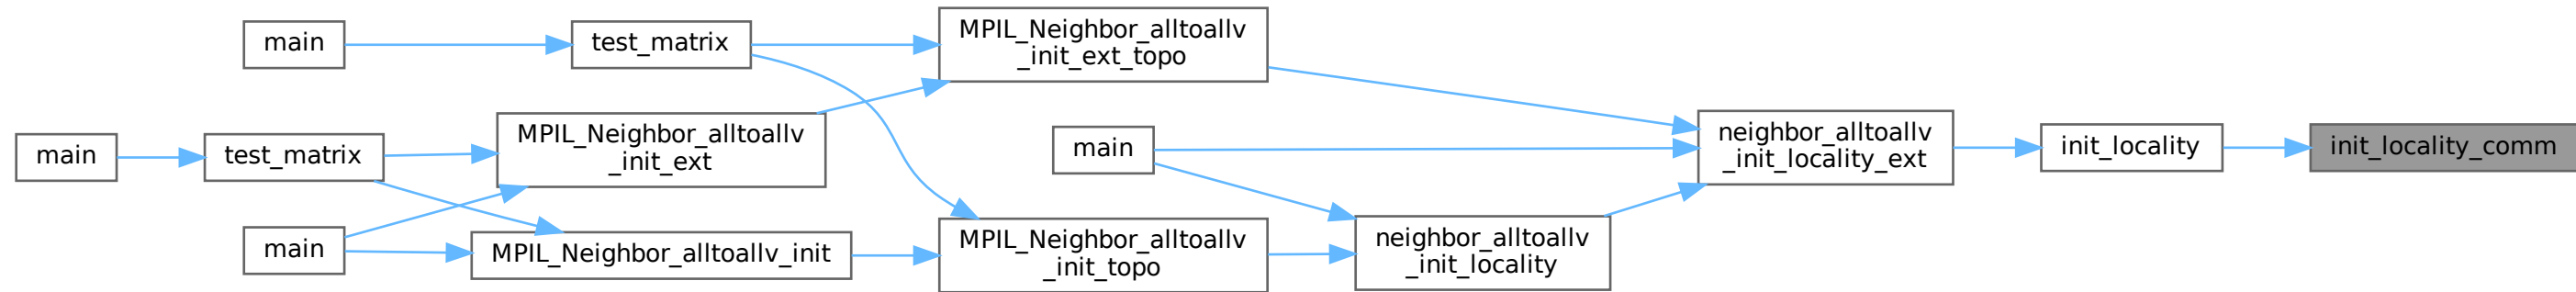 main
test_matrix
MPIL_Neighbor_alltoallv
_init_ext_topo
main
test_matrix
MPIL_Neighbor_alltoallv
_init_ext
main
neighbor_alltoallv
_init_locality_ext
init_locality
init_locality_comm
main
MPIL_Neighbor_alltoallv_init
MPIL_Neighbor_alltoallv
_init_topo
neighbor_alltoallv
_init_locality